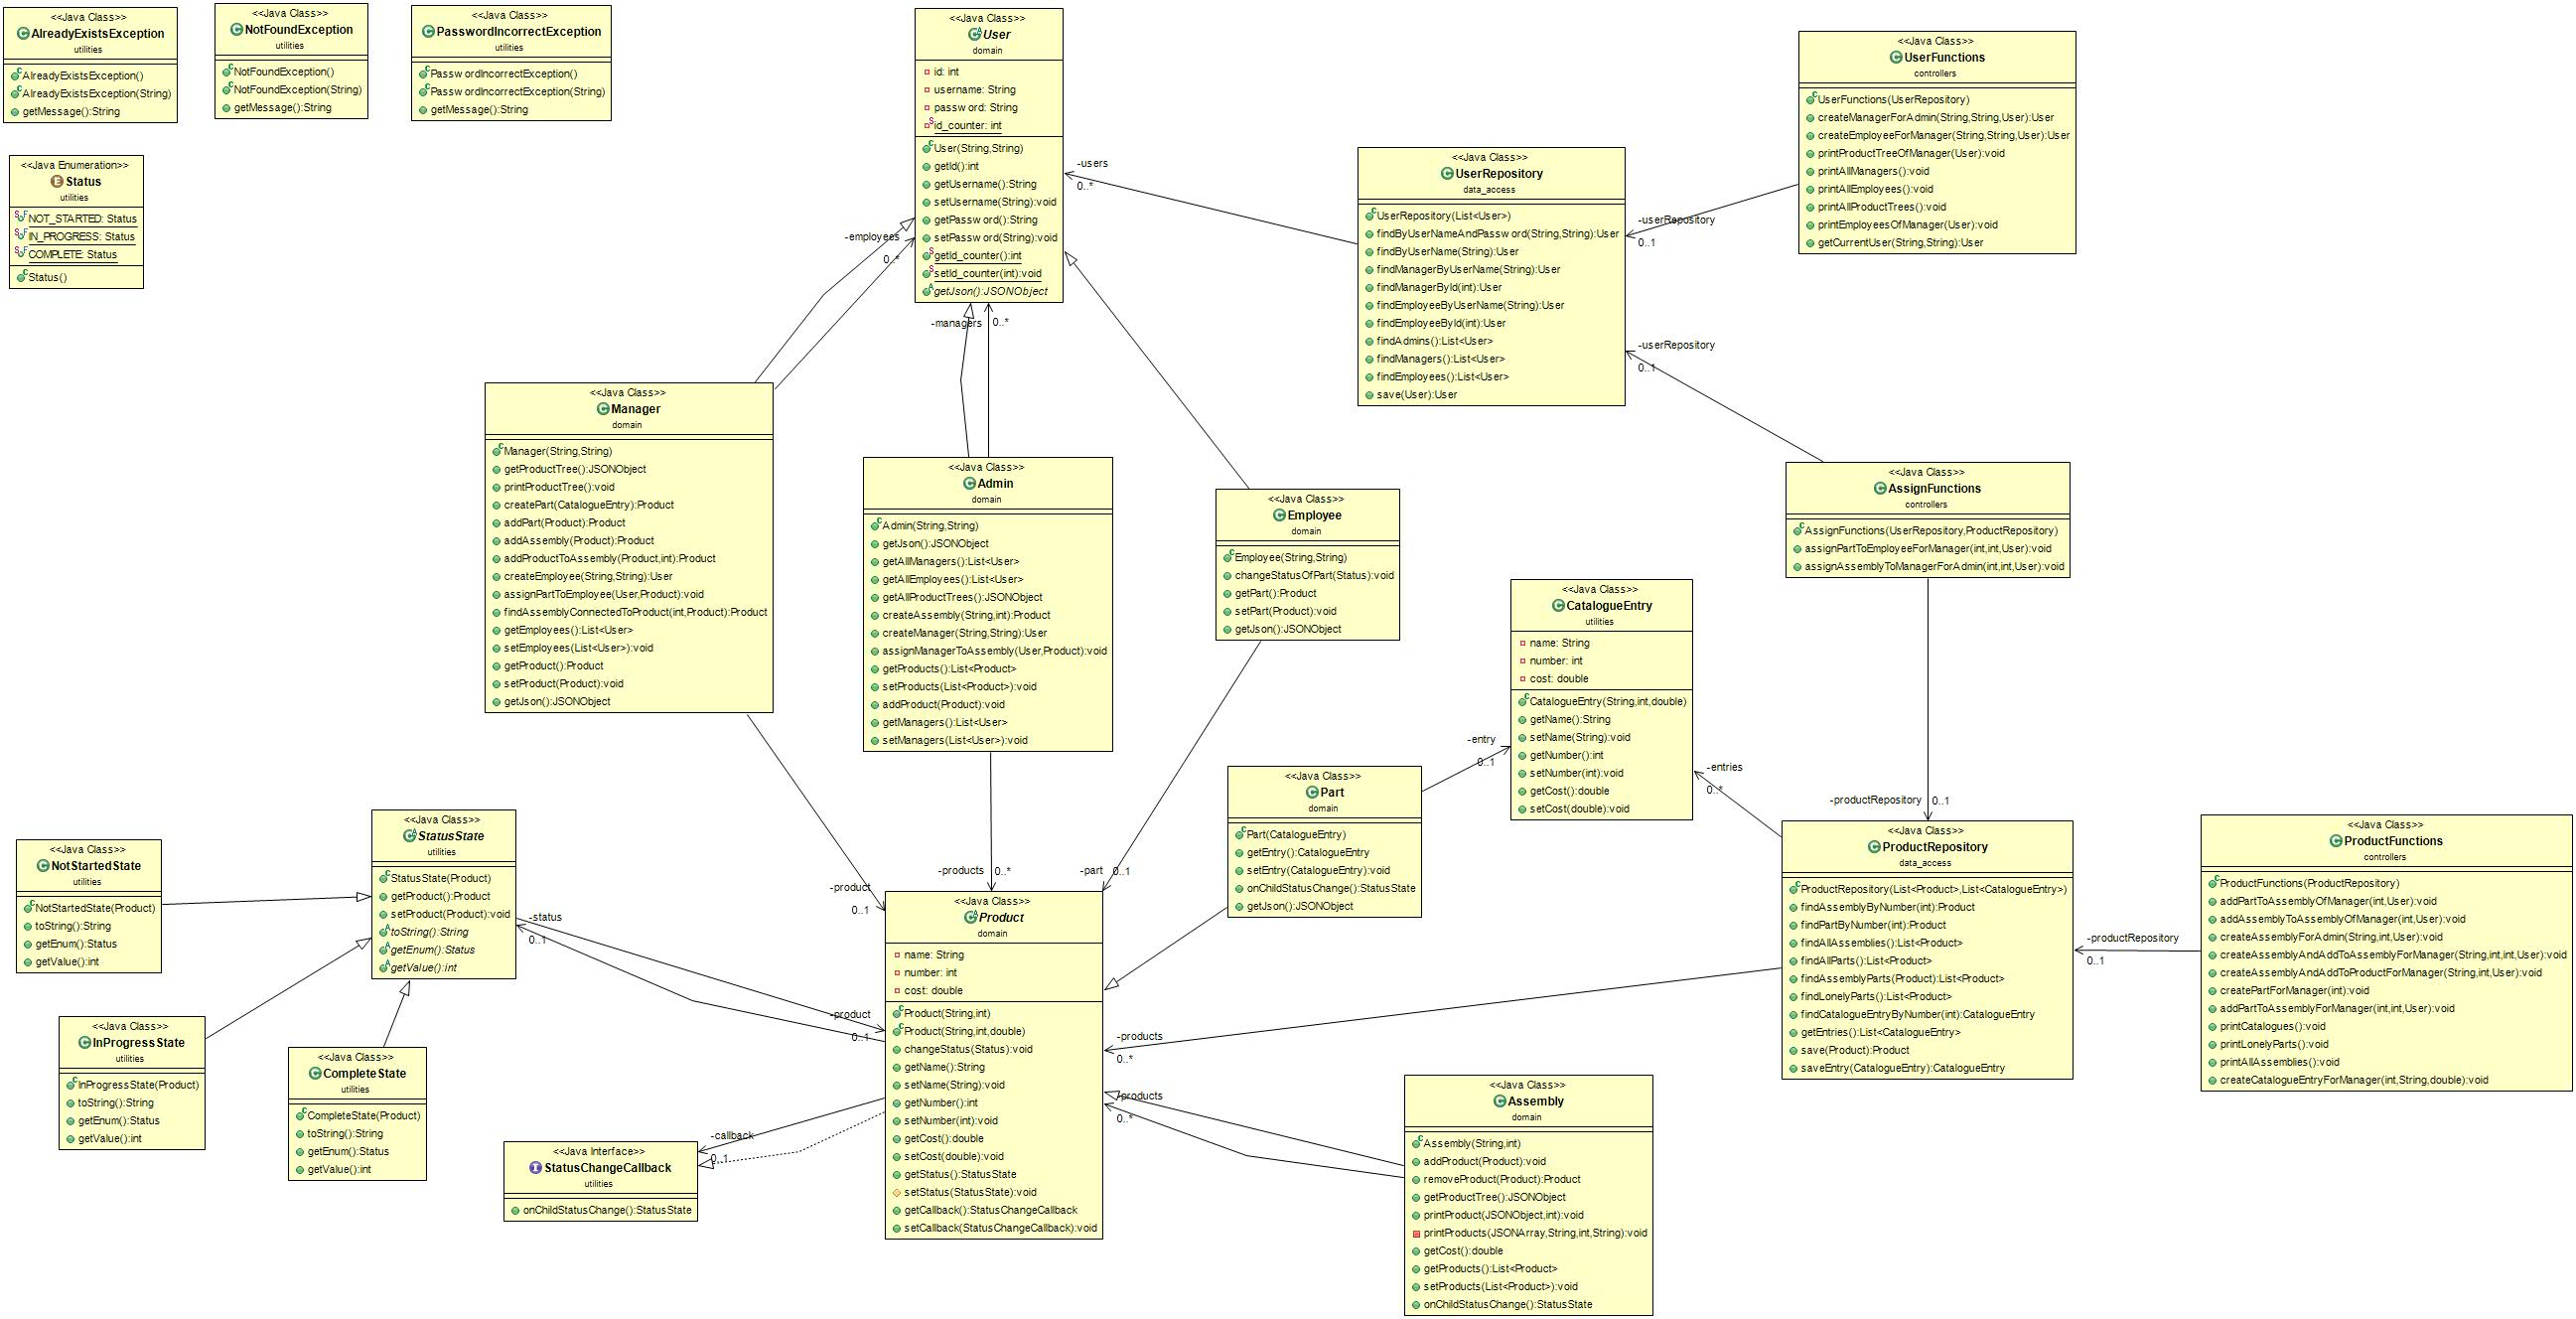 <<Java Class>>
AlreadyExistsException
utilities
AlreadyExistsException()
AlreadyExistsException(String)
getMessage():String
<<Java Class>>
NotFoundException
utilities
NotFoundException()
NotFoundException(String)
getMessage():String
<<Java Class>>
PasswordIncorrectException
utilities
PasswordIncorrectException()
PasswordIncorrectException(String)
getMessage():String
<<Java Enumeration>>
Status
utilities
NOT_STARTED: Status
IN_PROGRESS: Status
COMPLETE: Status
Status()
<<Java Class>>
User
domain
id: int
username: String
password: String
id_counter: int
User(String,String)
getId():int
getUsername():String
setUsername(String):void
getPassword():String
setPassword(String):void
getId_counter():int
setId_counter(int):void
getJson():JSONObject
-users
0..*
-employees
0..*
-managers
0..*
<<Java Class>>
UserRepository
data_access
UserRepository(List<User>)
findByUserNameAndPassword(String,String):User
findByUserName(String):User
findManagerByUserName(String):User
findManagerById(int):User
findEmployeeByUserName(String):User
findEmployeeById(int):User
findAdmins():List<User>
findManagers():List<User>
findEmployees():List<User>
save(User):User
<<Java Class>>
UserFunctions
controllers
UserFunctions(UserRepository)
createManagerForAdmin(String,String,User):User
createEmployeeForManager(String,String,User):User
printProductTreeOfManager(User):void
printAllManagers():void
printAllEmployees():void
printAllProductTrees():void
printEmployeesOfManager(User):void
getCurrentUser(String,String):User
-userRepository
0..1
-userRepository
0..1
<<Java Class>>
Manager
domain
Manager(String,String)
getProductTree():JSONObject
printProductTree():void
createPart(CatalogueEntry):Product
addPart(Product):Product
addAssembly(Product):Product
addProductToAssembly(Product,int):Product
createEmployee(String,String):User
assignPartToEmployee(User,Product):void
findAssemblyConnectedToProduct(int,Product):Product
getEmployees():List<User>
setEmployees(List<User>):void
getProduct():Product
setProduct(Product):void
getJson():JSONObject
<<Java Class>>
Admin
domain
Admin(String,String)
getJson():JSONObject
getAllManagers():List<User>
getAllEmployees():List<User>
getAllProductTrees():JSONObject
createAssembly(String,int):Product
createManager(String,String):User
assignManagerToAssembly(User,Product):void
getProducts():List<Product>
setProducts(List<Product>):void
addProduct(Product):void
getManagers():List<User>
setManagers(List<User>):void
<<Java Class>>
Employee
domain
Employee(String,String)
changeStatusOfPart(Status):void
getPart():Product
setPart(Product):void
getJson():JSONObject
<<Java Class>>
AssignFunctions
controllers
AssignFunctions(UserRepository,ProductRepository)
assignPartToEmployeeForManager(int,int,User):void
assignAssemblyToManagerForAdmin(int,int,User):void
<<Java Class>>
CatalogueEntry
utilities
name: String
number: int
cost: double
CatalogueEntry(String,int,double)
getName():String
setName(String):void
getNumber():int
setNumber(int):void
getCost():double
setCost(double):void
-entry
0..1
-entries
0..*
<<Java Class>>
Part
domain
Part(CatalogueEntry)
getEntry():CatalogueEntry
setEntry(CatalogueEntry):void
onChildStatusChange():StatusState
getJson():JSONObject
-productRepository
0..1
<<Java Class>>
ProductRepository
data_access
ProductRepository(List<Product>,List<CatalogueEntry>)
findAssemblyByNumber(int):Product
findPartByNumber(int):Product
findAllAssemblies():List<Product>
findAllParts():List<Product>
findAssemblyParts(Product):List<Product>
findLonelyParts():List<Product>
findCatalogueEntryByNumber(int):CatalogueEntry
getEntries():List<CatalogueEntry>
save(Product):Product
saveEntry(CatalogueEntry):CatalogueEntry
-productRepository
0..1
<<Java Class>>
ProductFunctions
controllers
ProductFunctions(ProductRepository)
addPartToAssemblyOfManager(int,User):void
addAssemblyToAssemblyOfManager(int,User):void
createAssemblyForAdmin(String,int,User):void
createAssemblyAndAddToAssemblyForManager(String,int,int,User):void
createAssemblyAndAddToProductForManager(String,int,User):void
createPartForManager(int):void
addPartToAssemblyForManager(int,int,User):void
printCatalogues():void
printLonelyParts():void
printAllAssemblies():void
createCatalogueEntryForManager(int,String,double):void
<<Java Class>>
NotStartedState
utilities
NotStartedState(Product)
toString():String
getEnum():Status
getValue():int
<<Java Class>>
StatusState
utilities
StatusState(Product)
getProduct():Product
setProduct(Product):void
toString():String
getEnum():Status
getValue():int
-status
0..1
<<Java Class>>
InProgressState
utilities
InProgressState(Product)
toString():String
getEnum():Status
getValue():int
<<Java Class>>
CompleteState
utilities
CompleteState(Product)
toString():String
getEnum():Status
getValue():int
-product
0..1
-products
0..*
-part
0..1
-product
0..1
<<Java Class>>
Product
domain
name: String
number: int
cost: double
Product(String,int)
Product(String,int,double)
changeStatus(Status):void
getName():String
setName(String):void
getNumber():int
setNumber(int):void
getCost():double
setCost(double):void
getStatus():StatusState
setStatus(StatusState):void
getCallback():StatusChangeCallback
setCallback(StatusChangeCallback):void
-products
0..*
-products
0..*
-callback
0..1
<<Java Interface>>
StatusChangeCallback
utilities
onChildStatusChange():StatusState
<<Java Class>>
Assembly
domain
Assembly(String,int)
addProduct(Product):void
removeProduct(Product):Product
getProductTree():JSONObject
printProduct(JSONObject,int):void
printProducts(JSONArray,String,int,String):void
getCost():double
getProducts():List<Product>
setProducts(List<Product>):void
onChildStatusChange():StatusState